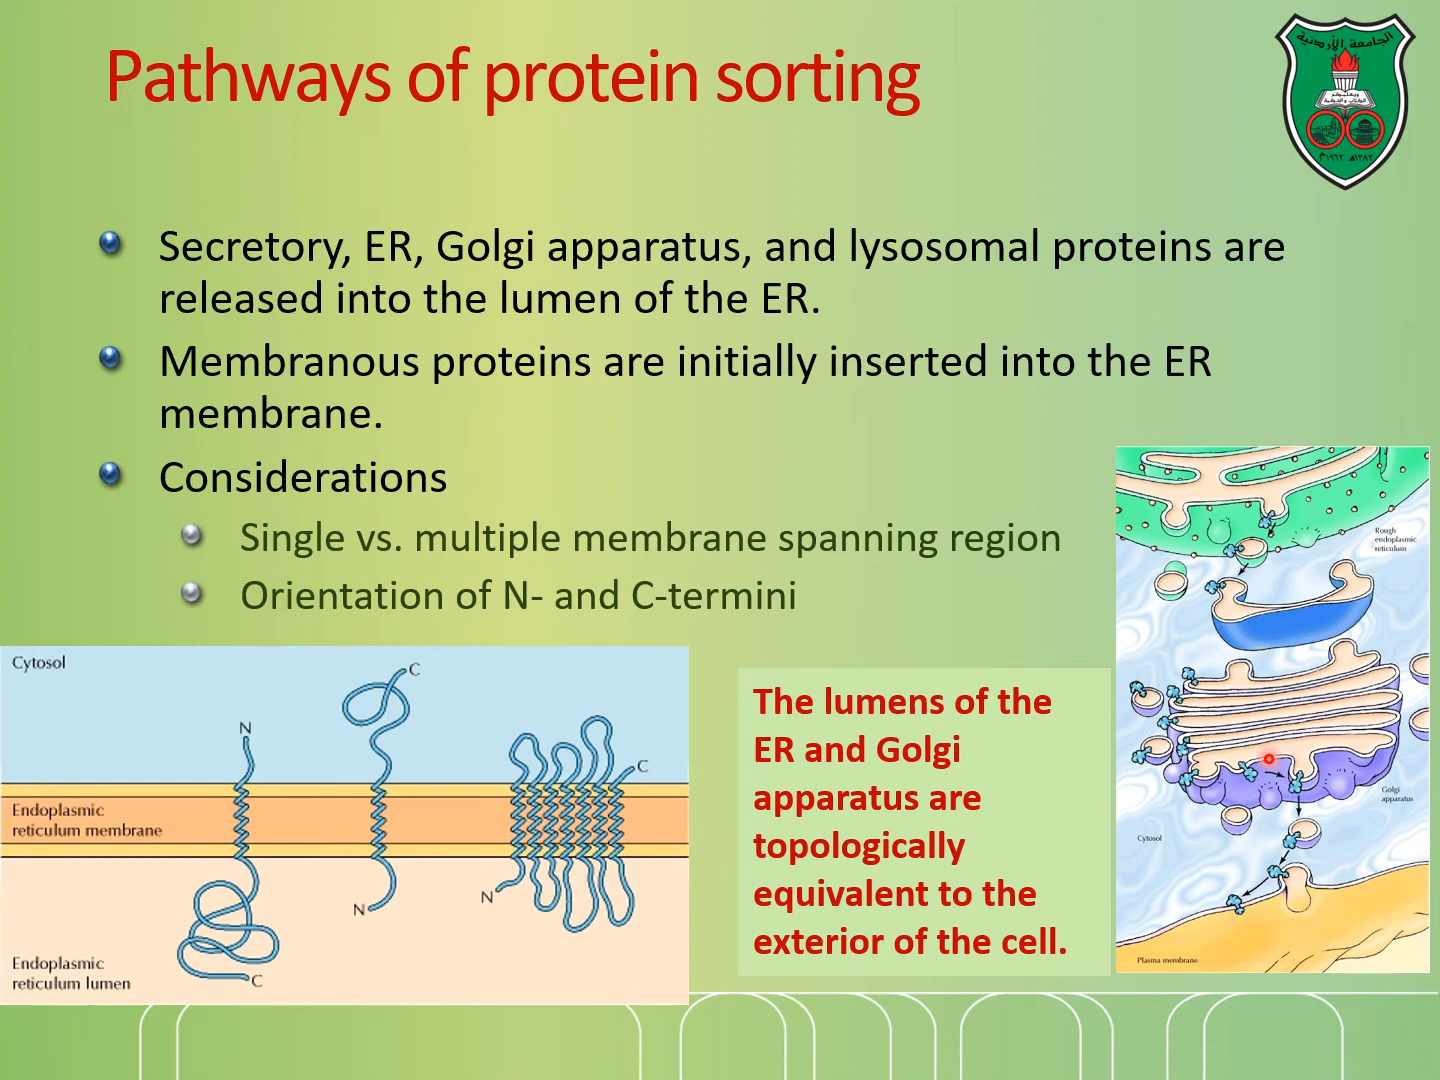 Pathways of protein sorting
الجامعة الأردنية
Secretory, ER, Golgi apparatus, and lysosomal proteins are
released into the lumen of the ER.
Membranous proteins are initially inserted into the ER
membrane.
Considerations
Single vs. multiple membrane spanning region
Orientation of N- and C-termini
Cytosol
N
C
C
Endoplasmic
reticulum membrane
N
N
Endoplasmic
reticulum lumen
C
The lumens of the
ER and Golgi
apparatus are
topologically
equivalent to the
exterior of the cell.
Rough
endoplasmic
reticulum
Golgi
apparatus
Cytosol
Plasma membrane